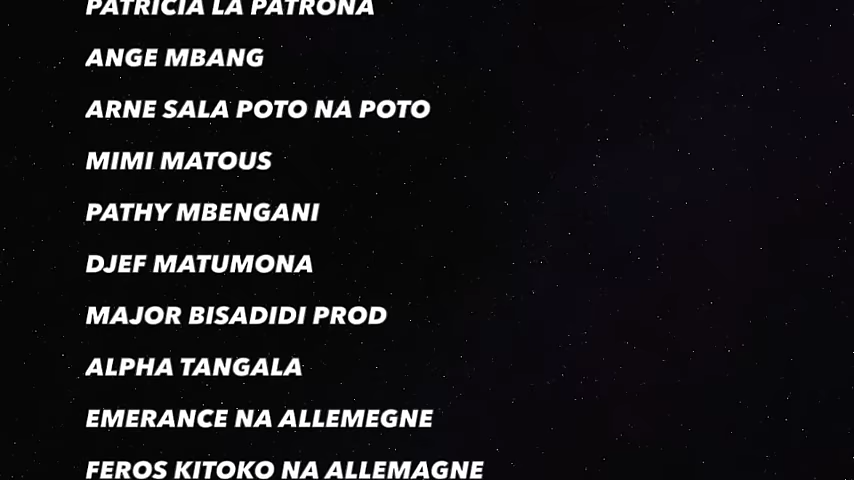 PATRICIA LA PATRONA
ANGE MBANG
ARNE SALA POTO NA POTO
MIMI MATOUS
PATHY MBENGANI
DJEF MATUMONA
MAJOR BISADIDI PROD
ALPHA TANGALA
EMERANCE NA ALLEMEGNE
FEROS KITOKO NA ALLEMAGNE